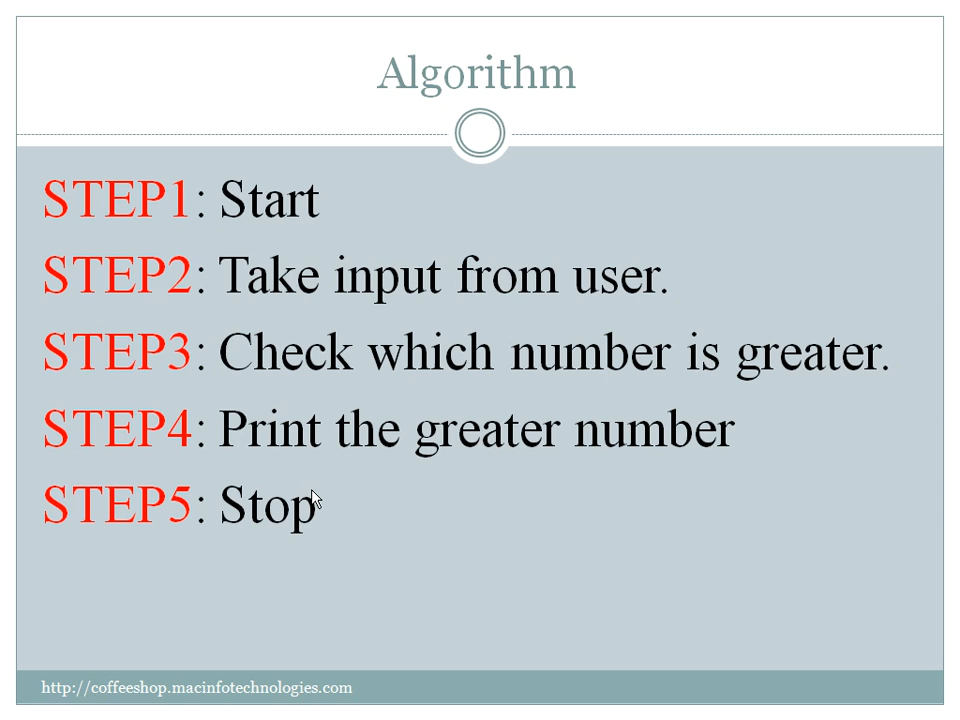 Algorithm
STEP1: Start
STEP2: Take input from user.
STEP3: Check which number is greater.
STEP4: Print the greater number
STEP5: Stop
http://coffeeshop.macinfotechnologies.com